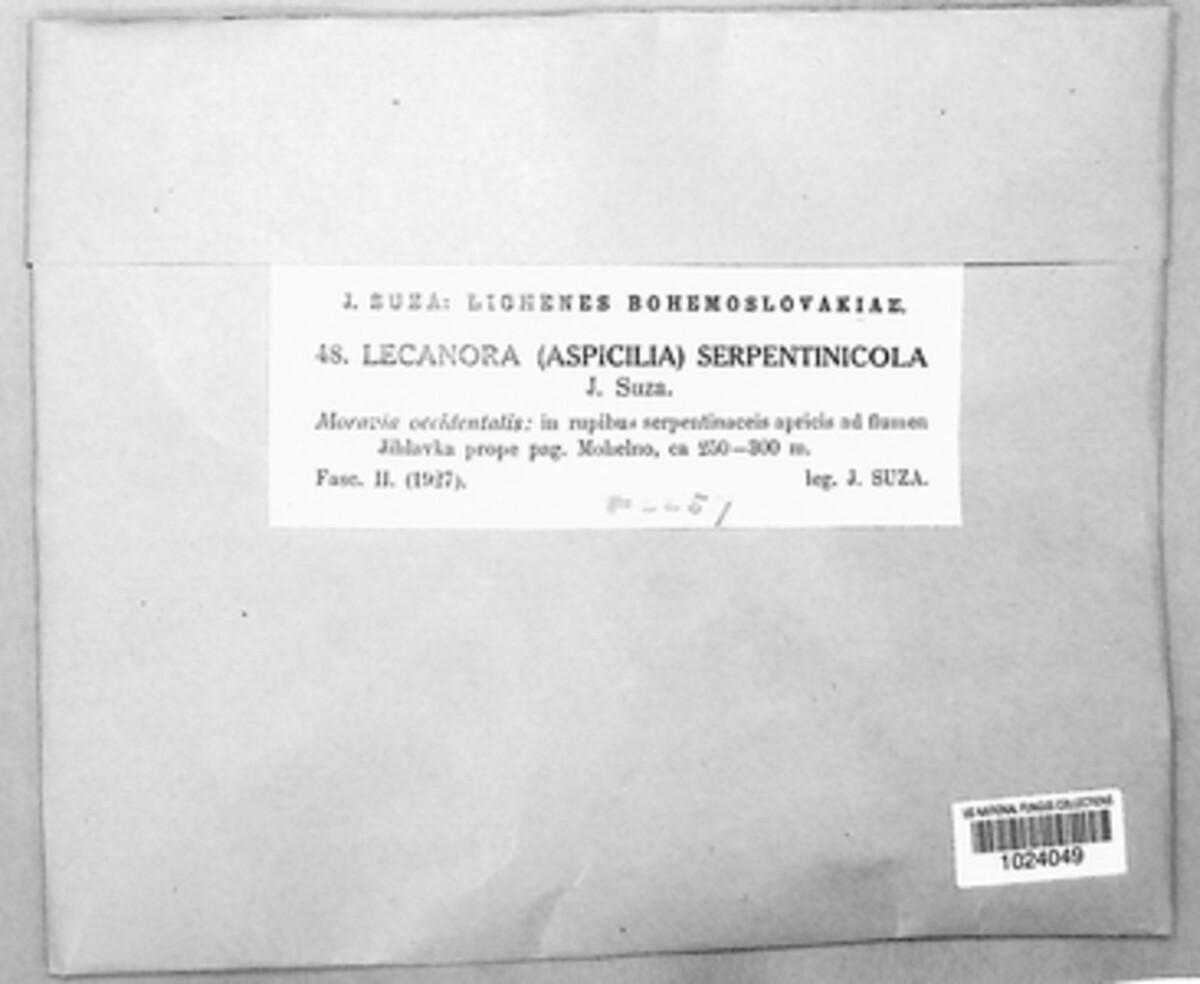 J. SUZA: LICHENES BOHEMOSLOVAKIAE.
48. LECANORA (ASPICILIA) SERPENTINICOLA
J. Suza.
Moravia occidentalis: in rupibus serpentinaceis apricis ad flumen
Jihlavka prope pag. Mohelno, ca 250—300 m.
Fasc. II. (1927). leg. J. SUZA.
US NATIONAL FUNGUS COLLECTIONS
1024049